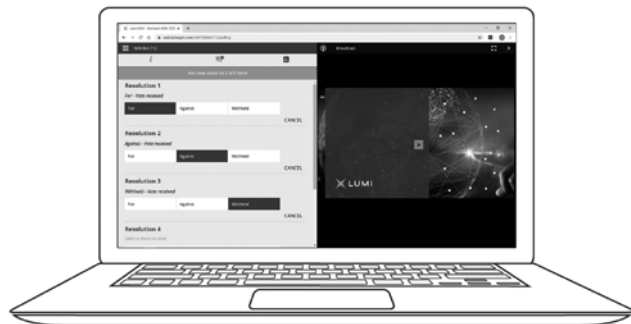 Broadcast
Resolution 1
For - Vote received
For
Against
Withhold
CANCEL
Resolution 2
Against - Vote received
For
Against
Withhold
CANCEL
Resolution 3
Withhold - Vote received
For
Against
Withhold
CANCEL
Resolution 4
LUMI